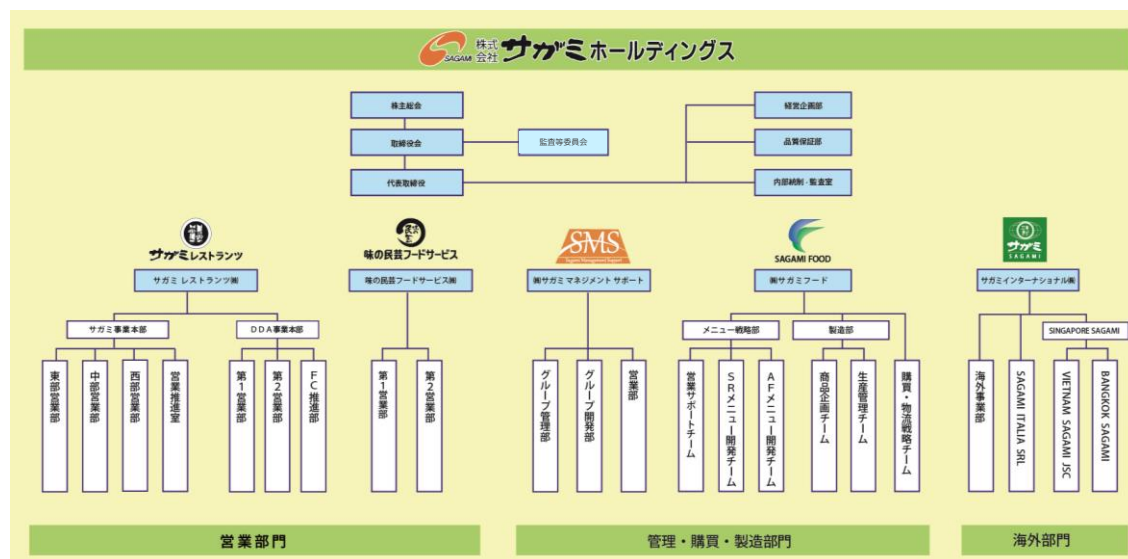 SAGAMI 株式会社 サガミホールディングス
株主総会
経営企画部
取締役会
監査等委員会
品質保証部
代表取締役
内部統制・監査室
サガミレストランツ
味の民芸フードサービス
SMS
Sagami Management Support
SAGAMI FOOD
サガミ
SAGAMI
サガミ レストランツ㈱
味の民芸フードサービス㈱
㈱サガミ マネジメント サポート
㈱サガミフード
サガミインターナショナル㈱
サガミ事業本部
DDA事業本部
メニュー戦略部
製造部
SINGAPORE SAGAMI
東部営業部
中部営業部
西部営業部
営業推進室
第1営業部
第2営業部
FC推進部
第1営業部
第2営業部
グループ管理部
グループ開発部
営業部
営業サポートチーム
SRメニュー開発チーム
AFメニュー開発チーム
商品企画チーム
生産管理チーム
購買・物流戦略チーム
海外事業部
SAGAMI ITALIA SRL
VIETNAM SAGAMI JSC
BANGKOK SAGAMI
営業部門
管理・購買・製造部門
海外部門